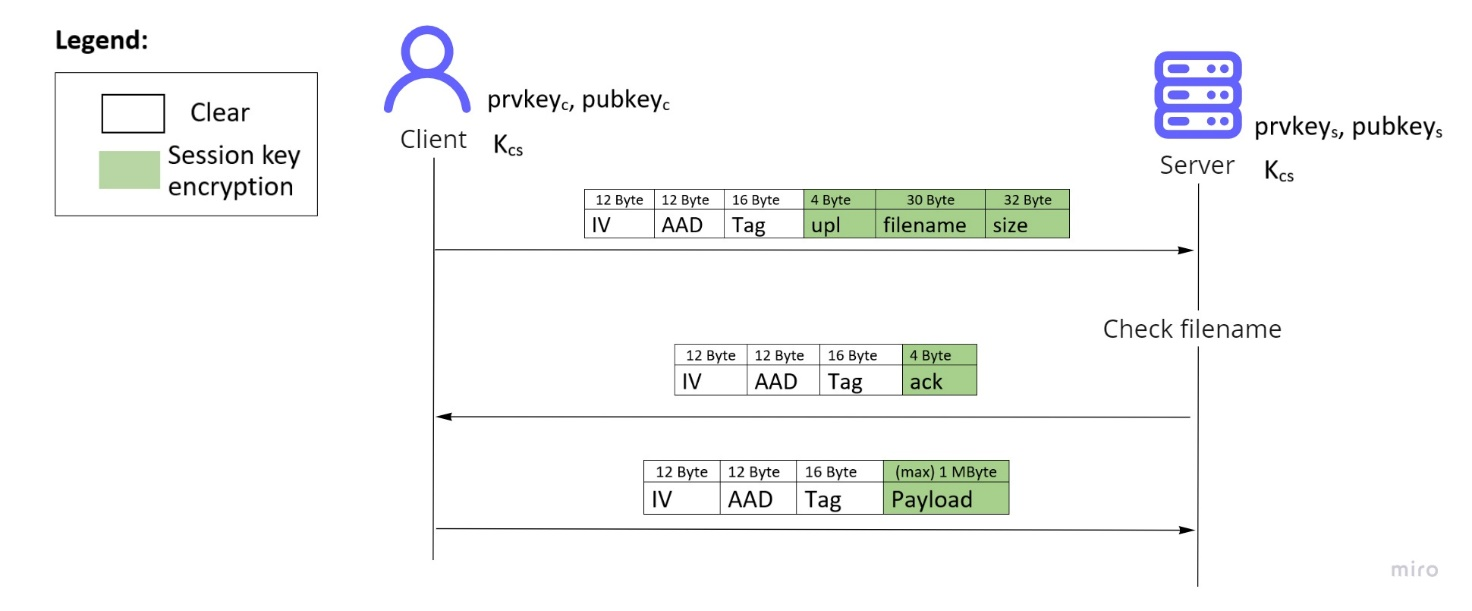 Legend:
Clear
Session key
encryption
Client
prvkeyc, pubkeyc
Kcs
Server
prvkeys, pubkeys
Kcs
12 Byte 12 Byte 16 Byte 4 Byte 30 Byte 32 Byte
IV AAD Tag upl filename size
Check filename
12 Byte 12 Byte 16 Byte 4 Byte
IV AAD Tag ack
12 Byte 12 Byte 16 Byte (max) 1 MByte
IV AAD Tag Payload
miro